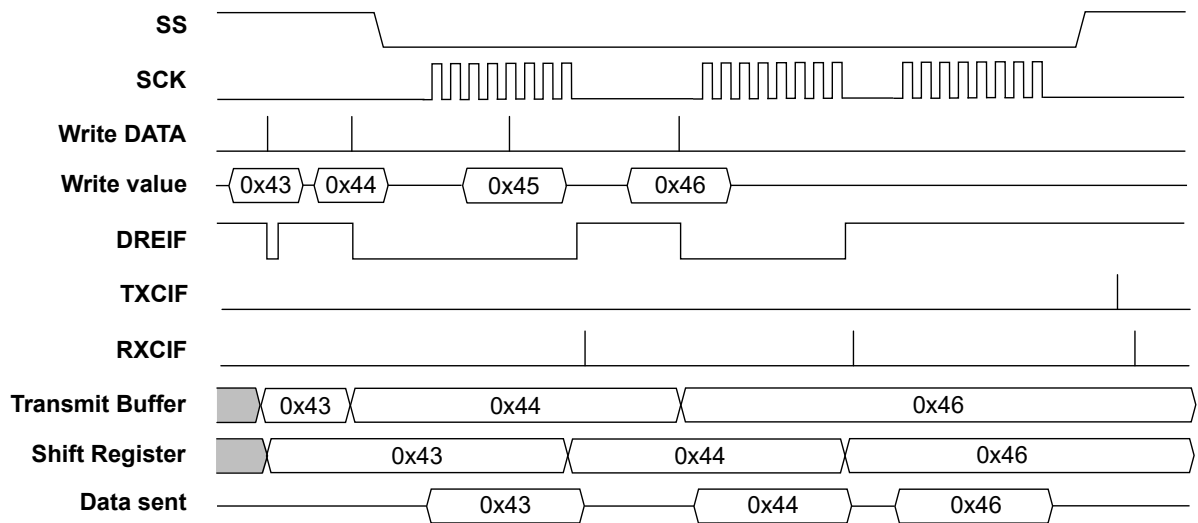 SS
SCK
Write DATA
Write value 0x43 0x44 0x45 0x46
DREIF
TXCIF
RXCIF
Transmit Buffer 0x43 0x44 0x46
Shift Register 0x43 0x44 0x46
Data sent 0x43 0x44 0x46